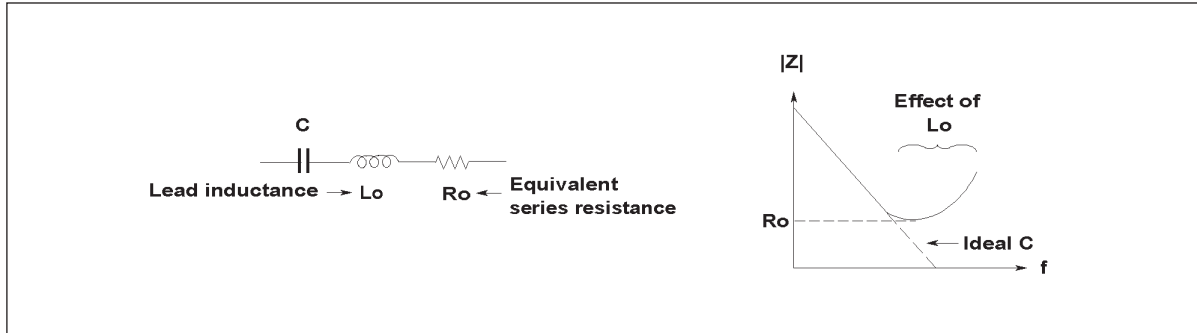 C
Lead inductance
Lo
Ro
Equivalent
series resistance
|Z|
Effect of
Lo
Ro
Ideal C
f